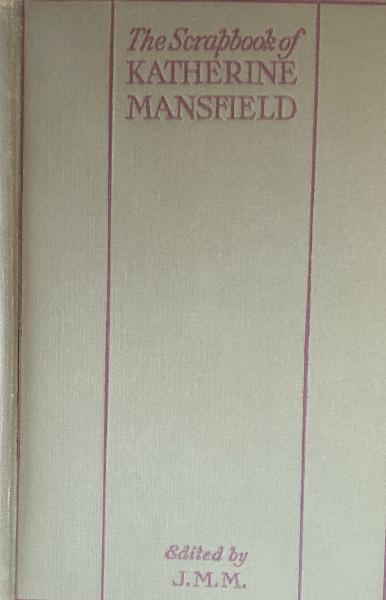 The Scrapbook of
KATHERINE
MANSFIELD
Edited by
J.M.M.